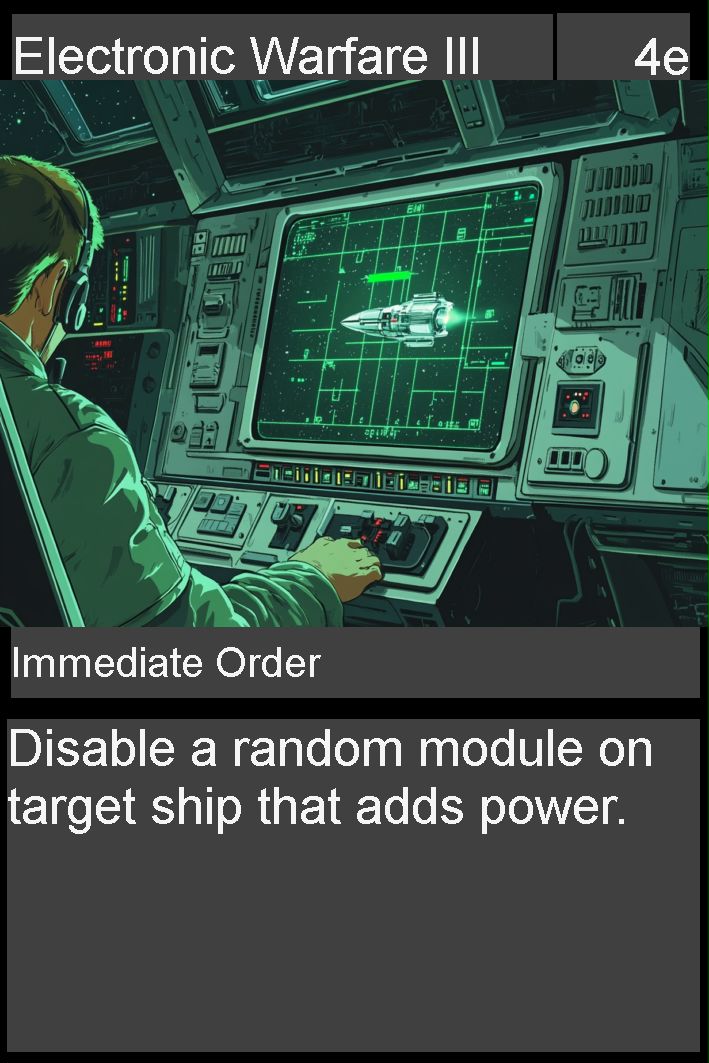 Electronic Warfare III
4e
Immediate Order
Disable a random module on
target ship that adds power.